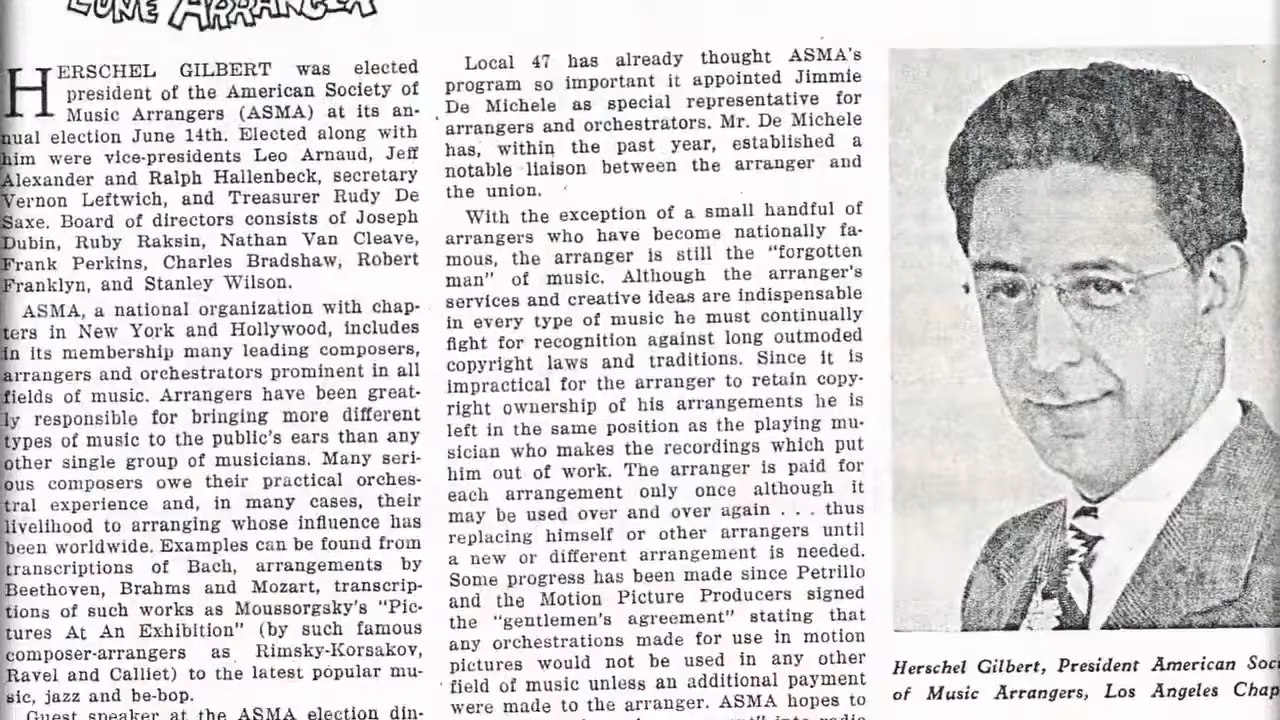 TUNE ARRANGER
HERSCHEL GILBERT was elected
president of the American Society of
Music Arrangers (ASMA) at its an-
nual election June 14th. Elected along with
him were vice-presidents Leo Arnaud, Jeff
Alexander and Ralph Hallenbeck, secretary
Vernon Leftwich, and Treasurer Rudy De
Saxe. Board of directors consists of Joseph
Dubin, Ruby Raksin, Nathan Van Cleave,
Frank Perkins, Charles Bradshaw, Robert
Franklyn, and Stanley Wilson.
ASMA, a national organization with chap-
ters in New York and Hollywood, includes
in its membership many leading composers,
arrangers and orchestrators prominent in all
fields of music. Arrangers have been great-
ly responsible for bringing more different
types of music to the public's ears than any
other single group of musicians. Many seri-
ous composers owe their practical orches-
tral experience and, in many cases, their
livelihood to arranging whose influence has
been worldwide. Examples can be found from
transcriptions of Bach, arrangements by
Beethoven, Brahms and Mozart, transcrip-
tions of such works as Moussorgsky's "Pic-
tures At An Exhibition" (by such famous
composer-arrangers as Rimsky-Korsakov,
Ravel and Calliet) to the latest popular mu-
sic, jazz and be-bop.
Guest speaker at the ASMA election din-
Local 47 has already thought ASMA's
program so important it appointed Jimmie
De Michele as special representative for
arrangers and orchestrators. Mr. De Michele
has, within the past year, established a
notable liaison between the arranger and
the union.
With the exception of a small handful of
arrangers who have become nationally fa-
mous, the arranger is still the "forgotten
man" of music. Although the arranger's
services and creative ideas are indispensable
in every type of music he must continually
fight for recognition against long outmoded
copyright laws and traditions. Since it is
impractical for the arranger to retain copy-
right ownership of his arrangements he is
left in the same position as the playing mu-
sician who makes the recordings which put
him out of work. The arranger is paid for
each arrangement only once although it
may be used over and over again . . . thus
replacing himself or other arrangers until
a new or different arrangement is needed.
Some progress has been made since Petrillo
and the Motion Picture Producers signed
the "gentlemen's agreement" stating that
any orchestrations made for use in motion
pictures would not be used in any other
field of music unless an additional payment
were made to the arranger. ASMA hopes to
Herschel Gilbert, President American Soci
of Music Arrangers, Los Angeles Chap